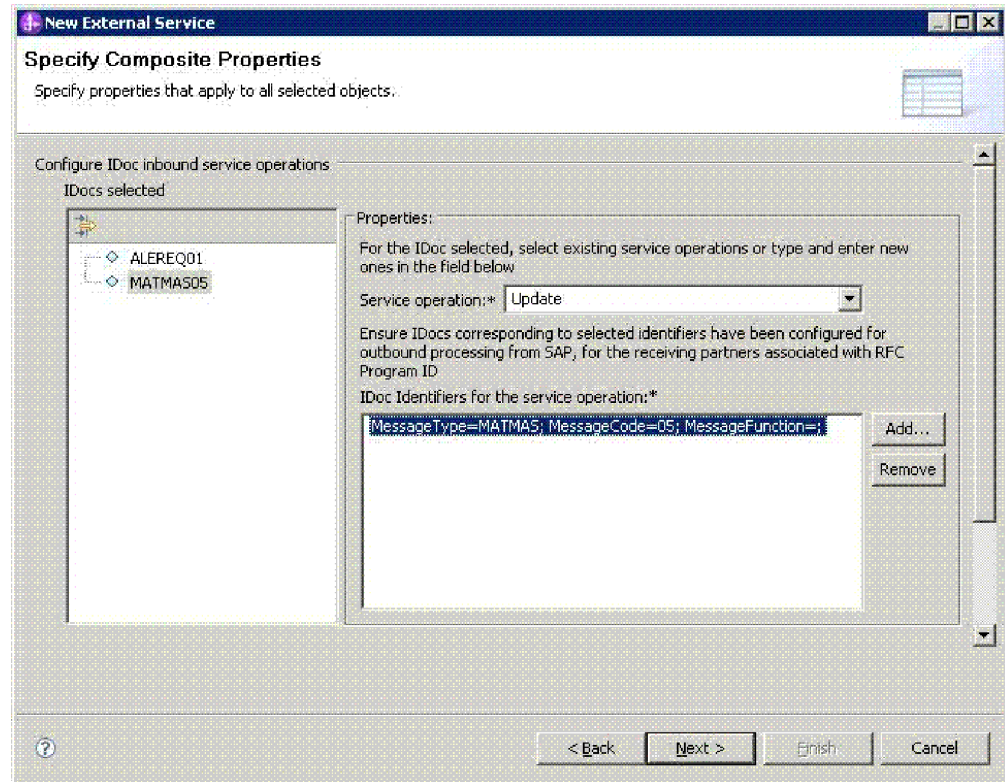 New External Service
Specify Composite Properties
Specify properties that apply to all selected objects.
Configure IDoc inbound service operations
IDocs selected
ALEREQ01
MATMAS05
Properties:
For the IDoc selected, select existing service operations or type and enter new
ones in the field below
Service operation:* Update
Ensure IDocs corresponding to selected identifiers have been configured for
outbound processing from SAP, for the receiving partners associated with RFC
Program ID
IDoc Identifiers for the service operation:*
MessageType=MATMAS; MessageCode=05; MessageFunction=;
Add...
Remove
< Back Next > Finish Cancel